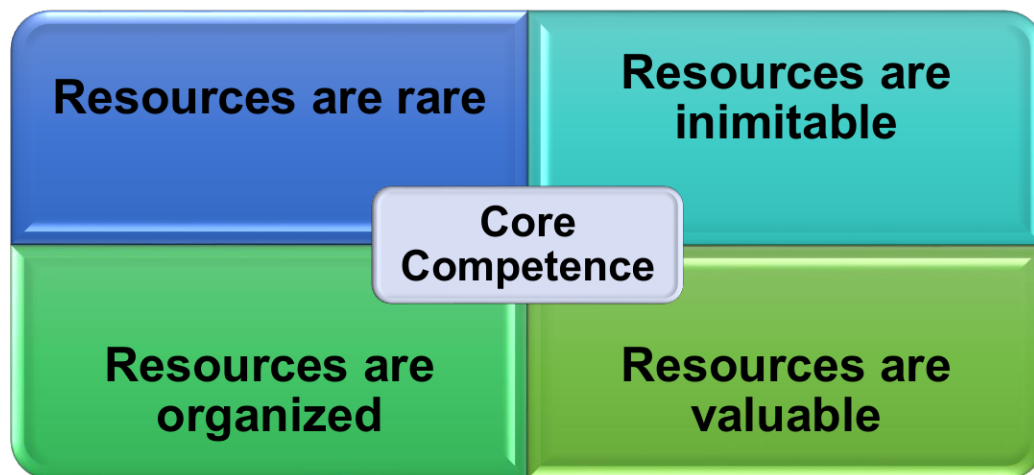 Resources are rare
Resources are
inimitable
Core
Competence
Resources are
organized
Resources are
valuable